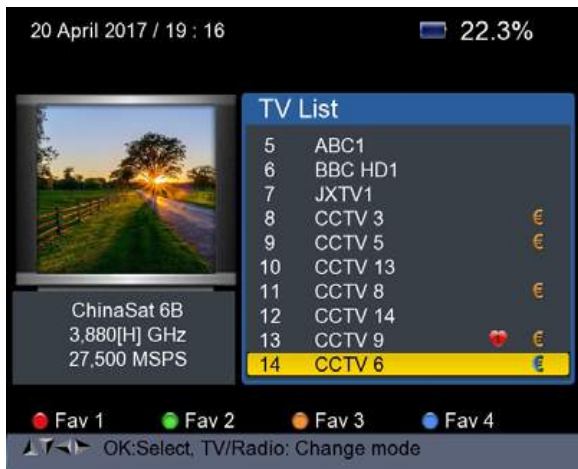 20 April 2017 / 19 : 16
22.3%
TV List
5 ABC1
6 BBC HD1
7 JXTV1
8 CCTV 3 €
9 CCTV 5 €
10 CCTV 13
11 CCTV 8 €
12 CCTV 14
13 CCTV 9 €
14 CCTV 6 €
ChinaSat 6B
3,880[H] GHz
27,500 MSPS
Fav 1 Fav 2 Fav 3 Fav 4
OK:Select, TV/Radio: Change mode